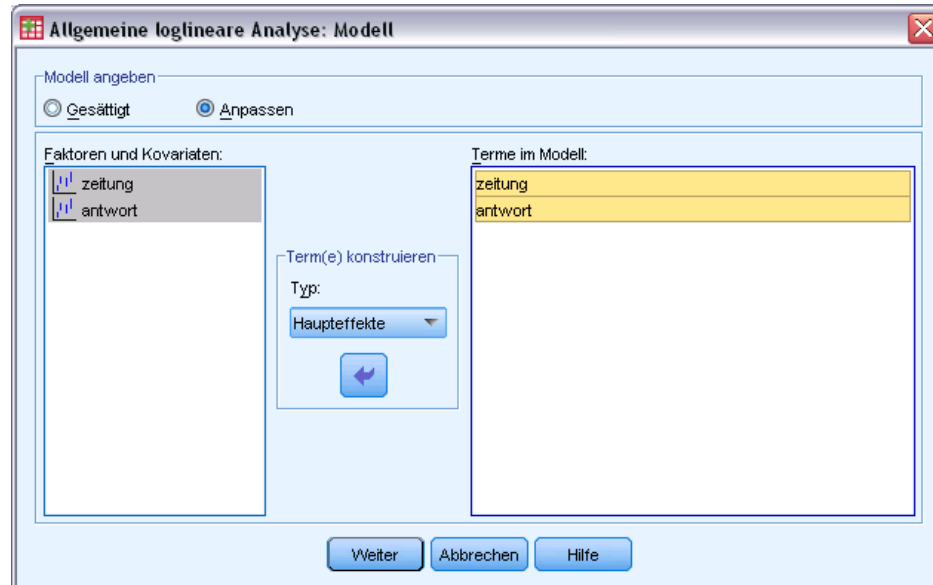 Allgemeine loglineare Analyse: Modell
Modell angeben
Gesättigt
Anpassen
Faktoren und Kovariaten:
zeitung
antwort
Term(e) konstruieren
Typ:
Haupteffekte
Terme im Modell:
zeitung
antwort
Weiter
Abbrechen
Hilfe